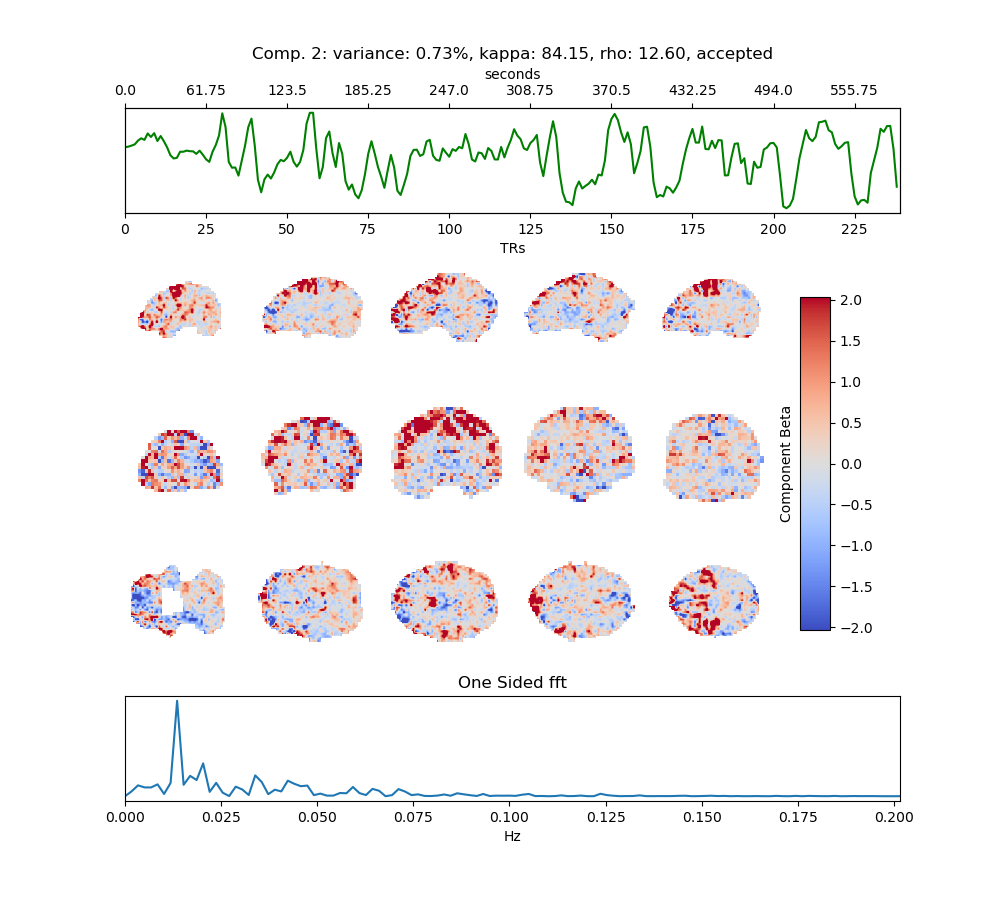 Comp. 2: variance: 0.73%, kappa: 84.15, rho: 12.60, accepted
seconds
0.0 61.75 123.5 185.25 247.0 308.75 370.5 432.25 494.0 555.75
0 25 50 75 100 125 150 175 200 225
TRs
2.0
1.5
1.0
0.5
0.0
−0.5
−1.0
−1.5
−2.0
Component Beta
One Sided fft
0.000 0.025 0.050 0.075 0.100 0.125 0.150 0.175 0.200
Hz